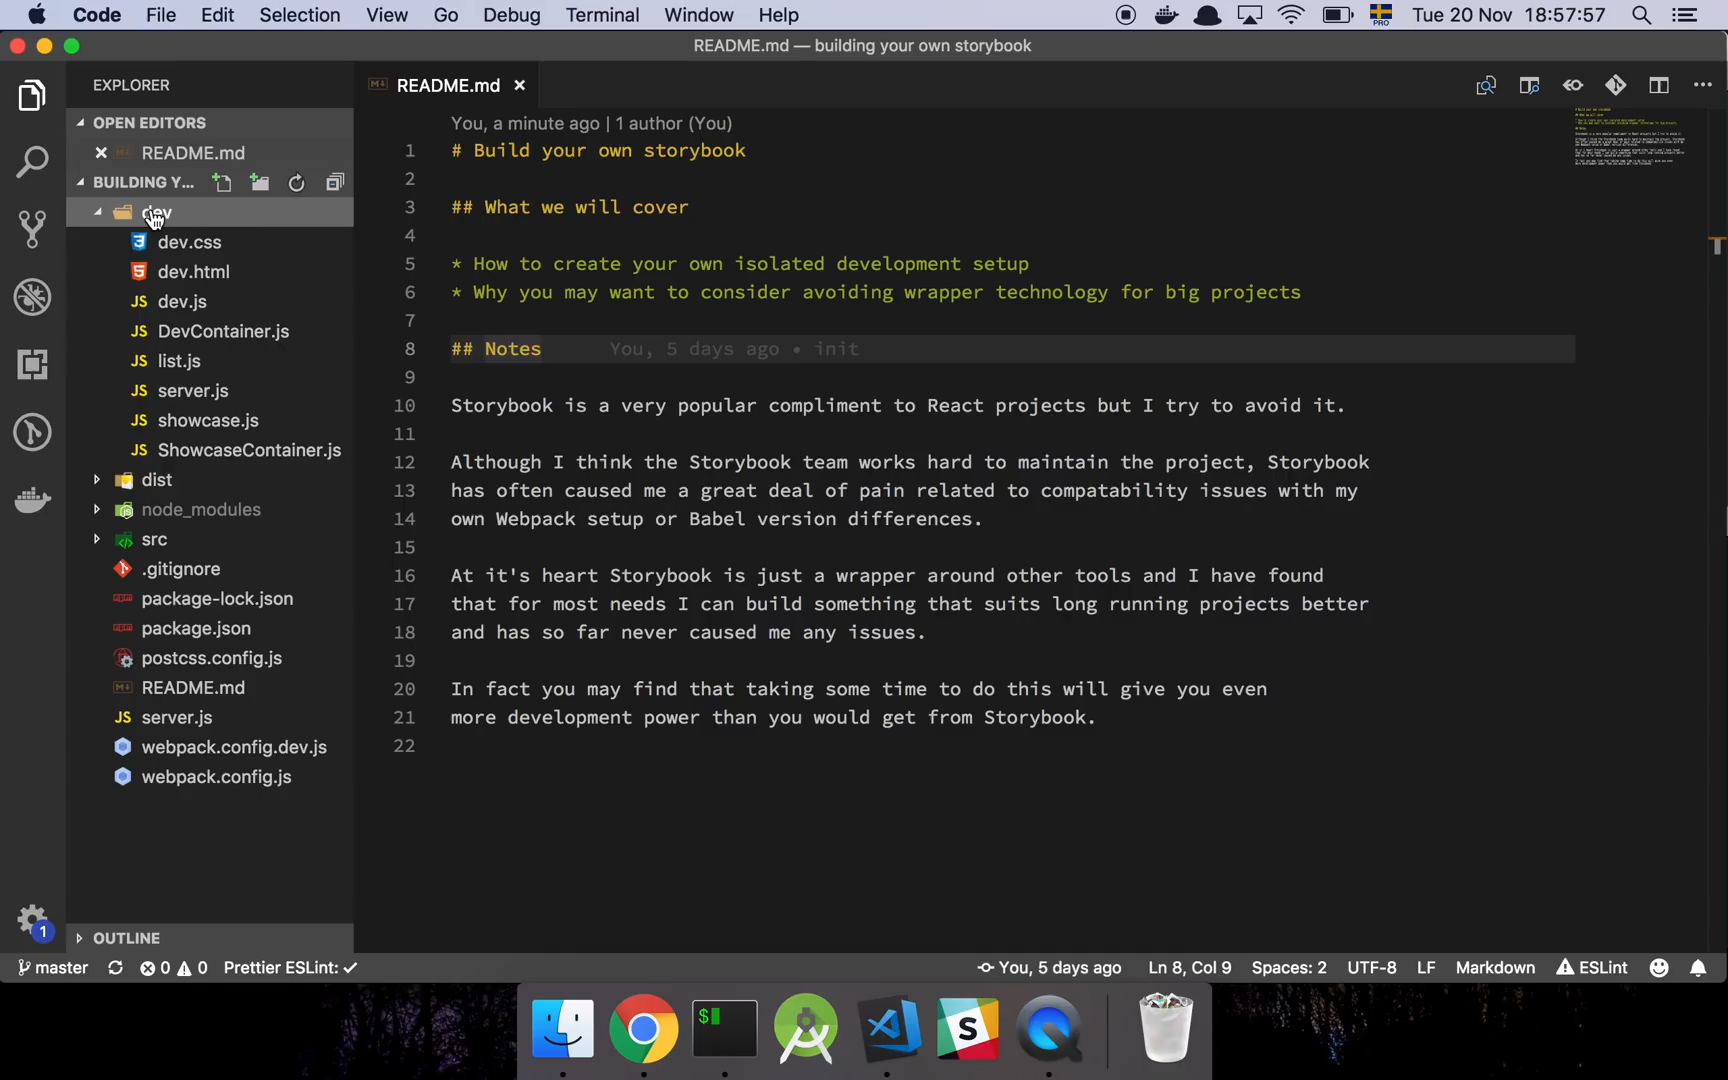 Code File Edit Selection View Go Debug Terminal Window Help PRO Tue 20 Nov 18:57:57
README.md — building your own storybook
EXPLORER
README.md
OPEN EDITORS
README.md
BUILDING Y...
dev
dev.css
dev.html
JS dev.js
JS DevContainer.js
JS list.js
JS server.js
JS showcase.js
JS ShowcaseContainer.js
dist
node_modules
src
.gitignore
package-lock.json
package.json
postcss.config.js
README.md
JS server.js
webpack.config.dev.js
webpack.config.js
OUTLINE
1
You, a minute ago | 1 author (You)
1 # Build your own storybook
2
3 ## What we will cover
4
5 * How to create your own isolated development setup
6 * Why you may want to consider avoiding wrapper technology for big projects
7
8 ## Notes You, 5 days ago • init
9
10 Storybook is a very popular compliment to React projects but I try to avoid it.
11
12 Although I think the Storybook team works hard to maintain the project, Storybook
13 has often caused me a great deal of pain related to compatability issues with my
14 own Webpack setup or Babel version differences.
15
16 At it's heart Storybook is just a wrapper around other tools and I have found
17 that for most needs I can build something that suits long running projects better
18 and has so far never caused me any issues.
19
20 In fact you may find that taking some time to do this will give you even
21 more development power than you would get from Storybook.
22
master 0 0 Prettier ESLint: You, 5 days ago Ln 8, Col 9 Spaces: 2 UTF-8 LF Markdown ESLint
$
S